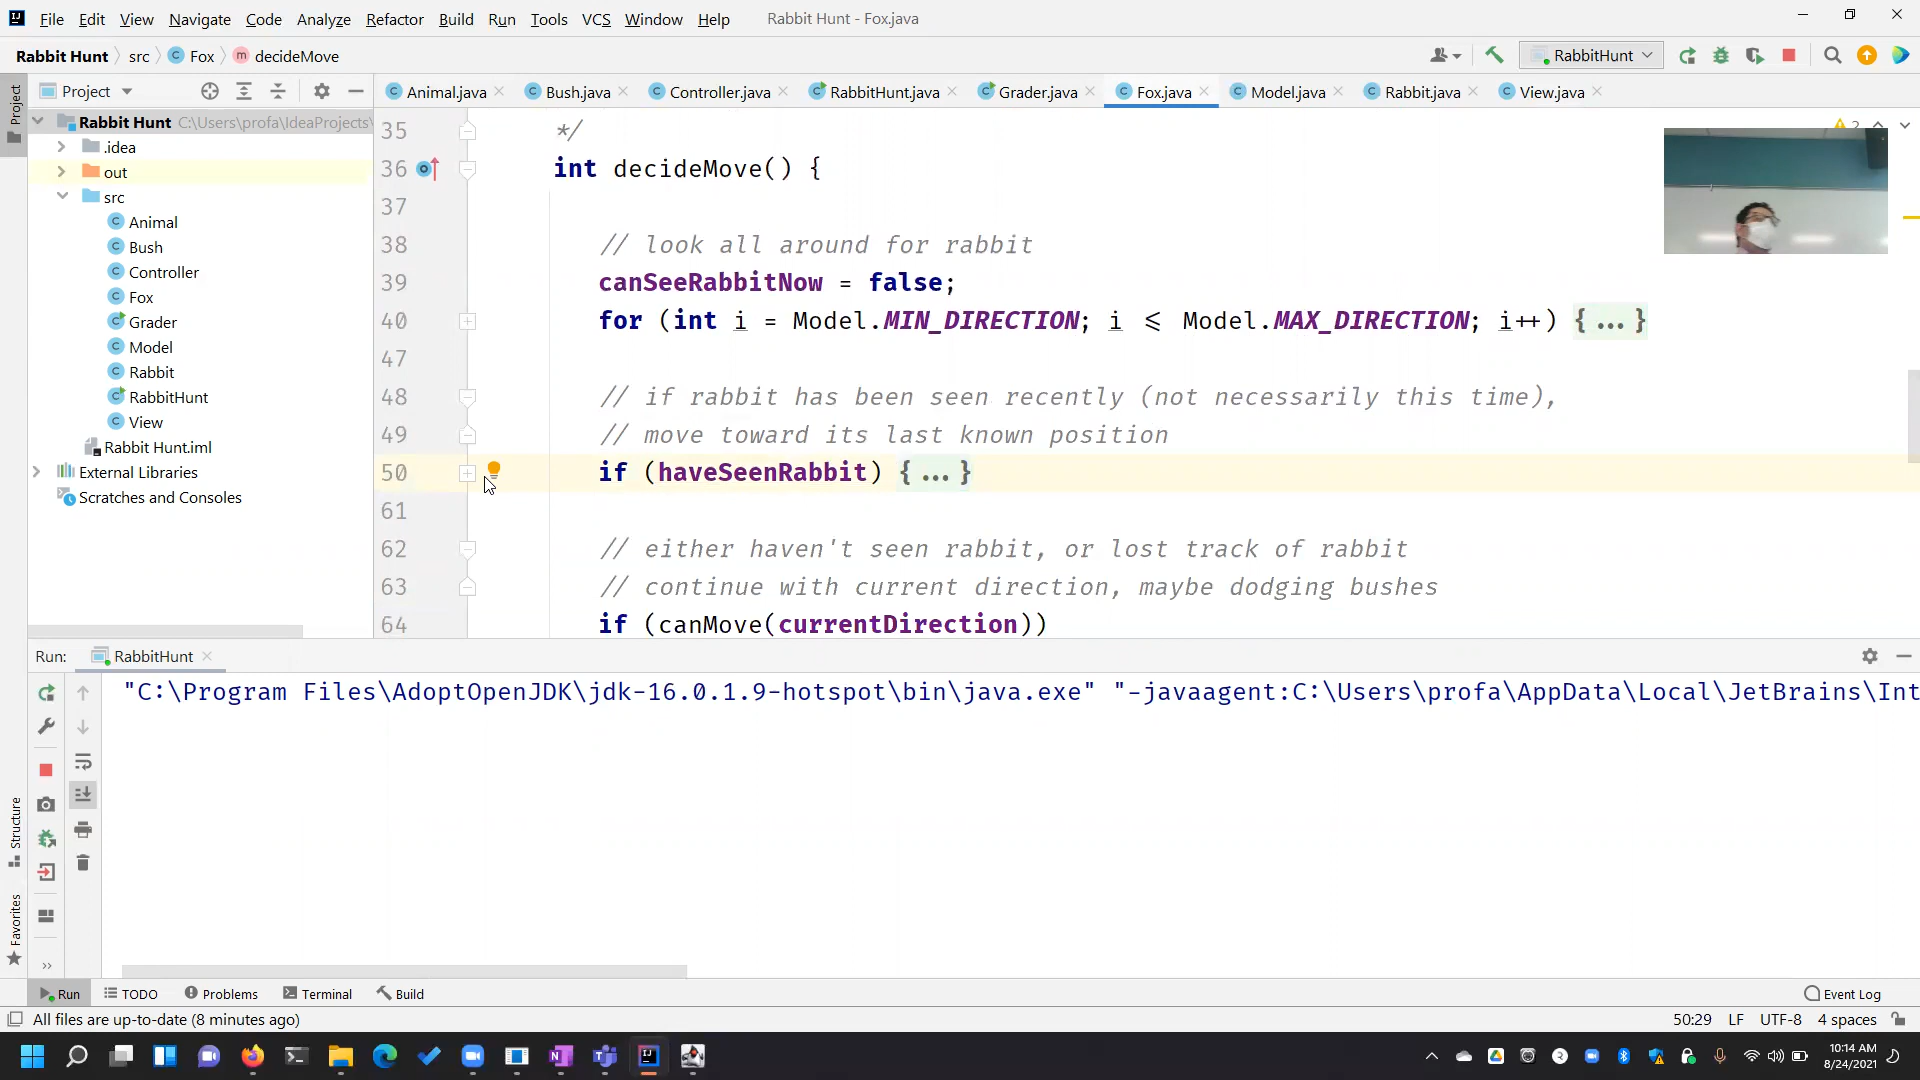 File Edit View Navigate Code Analyze Refactor Build Run Tools VCS Window Help Rabbit Hunt - Fox.java
Rabbit Hunt src Fox decideMove RabbitHunt
Project
Project
Animal.java Bush.java Controller.java RabbitHunt.java Grader.java Fox.java Model.java Rabbit.java View.java
Rabbit Hunt C:\Users\profa\IdeaProjects\
.idea
out
src
Animal
Bush
Controller
Fox
Grader
Model
Rabbit
RabbitHunt
View
Rabbit Hunt.iml
External Libraries
Scratches and Consoles
2
35 */
36 int decideMove() {
37
38 // look all around for rabbit
39 canSeeRabbitNow = false;
40 for (int i = Model.MIN_DIRECTION; i <= Model.MAX_DIRECTION; i++) {...}
47
48 // if rabbit has been seen recently (not necessarily this time),
49 // move toward its last known position
50 if (haveSeenRabbit) {...}
61
62 // either haven't seen rabbit, or lost track of rabbit
63 // continue with current direction, maybe dodging bushes
64 if (canMove(currentDirection))
Run: RabbitHunt
"C:\Program Files\AdoptOpenJDK\jdk-16.0.1.9-hotspot\bin\java.exe" "-javaagent:C:\Users\profa\AppData\Local\JetBrains\Int
Structure
Favorites
Run TODO Problems Terminal Build Event Log
All files are up-to-date (8 minutes ago) 50:29 LF UTF-8 4 spaces
10:14 AM
8/24/2021